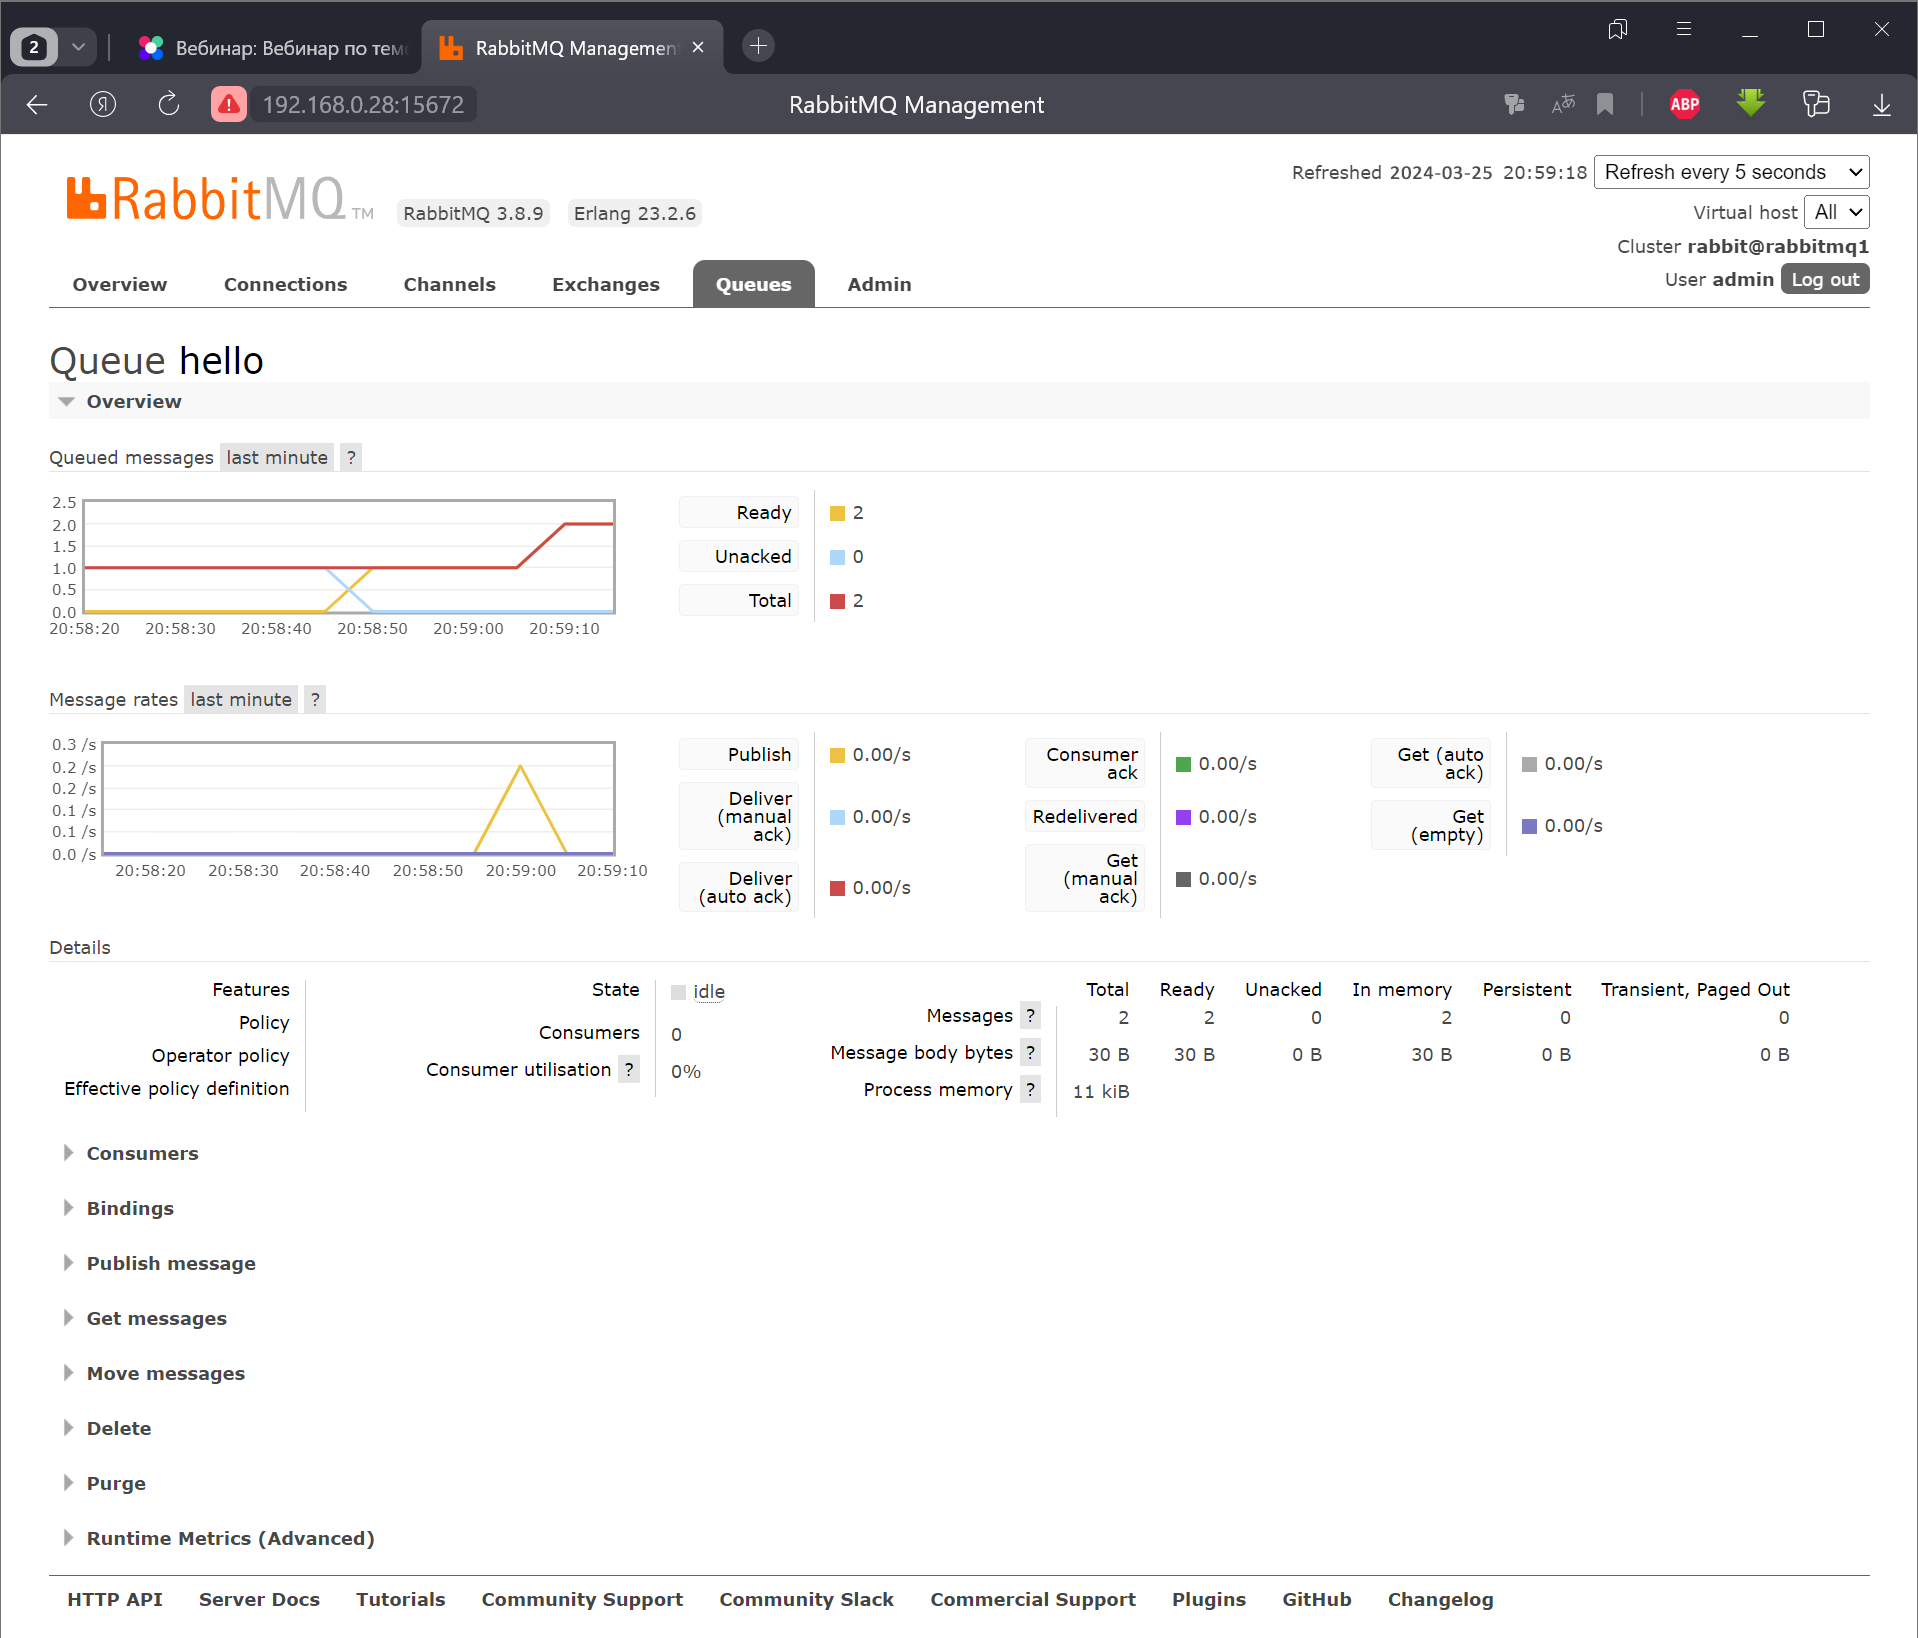 2
Вебинар: Вебинар по теме
RabbitMQ Management
192.168.0.28:15672
RabbitMQ Management
ABP
RabbitMQ TM
RabbitMQ 3.8.9
Erlang 23.2.6
Refreshed 2024-03-25 20:59:18
Refresh every 5 seconds
Virtual host All
Cluster rabbit@rabbitmq1
User admin Log out
Overview
Connections
Channels
Exchanges
Queues
Admin
Queue hello
Overview
Queued messages last minute ?
2.5
2.0
1.5
1.0
0.5
0.0
20:58:20 20:58:30 20:58:40 20:58:50 20:59:00 20:59:10
Ready 2
Unacked 0
Total 2
Message rates last minute ?
0.3 /s
0.2 /s
0.2 /s
0.1 /s
0.1 /s
0.0 /s
20:58:20 20:58:30 20:58:40 20:58:50 20:59:00 20:59:10
Publish 0.00/s
Deliver
(manual 0.00/s
ack)
Deliver
(auto ack) 0.00/s
Consumer
ack 0.00/s
Redelivered 0.00/s
Get
(manual 0.00/s
ack)
Get (auto
ack) 0.00/s
Get
(empty) 0.00/s
Details
Features
Policy
Operator policy
Effective policy definition
State idle
Consumers 0
Consumer utilisation ? 0%
Total Ready Unacked In memory Persistent Transient, Paged Out
Messages ? 2 2 0 2 0 0
Message body bytes ? 30 B 30 B 0 B 30 B 0 B 0 B
Process memory ? 11 kiB
Consumers
Bindings
Publish message
Get messages
Move messages
Delete
Purge
Runtime Metrics (Advanced)
HTTP API Server Docs Tutorials Community Support Community Slack Commercial Support Plugins GitHub Changelog